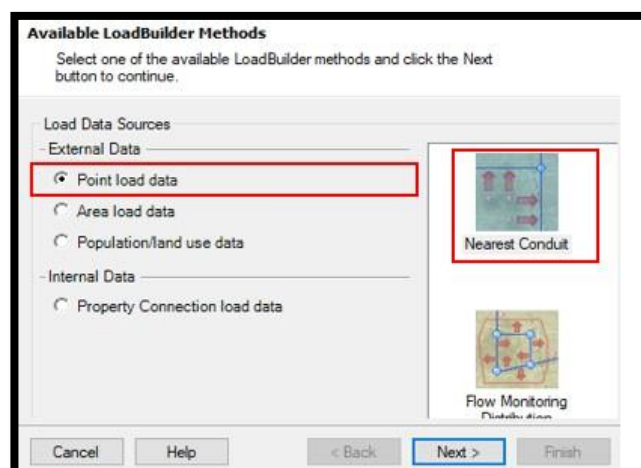 Available LoadBuilder Methods
Select one of the available LoadBuilder methods and click the Next
button to continue.
Load Data Sources
External Data
Point load data
Area load data
Population/land use data
Internal Data
Property Connection load data
Nearest Conduit
Flow Monitoring
Distribution
Cancel
Help
< Back
Next >
Finish